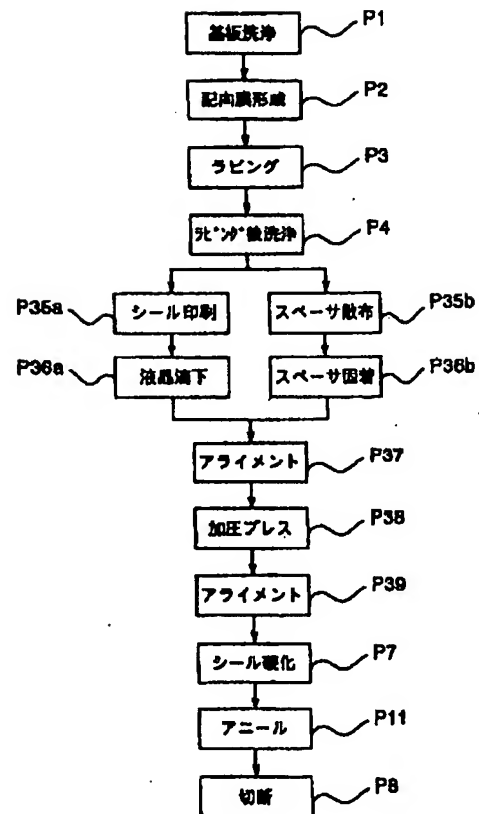 基板洗浄
P1
配向膜形成
P2
ラビング
P3
ラビング後洗浄
P4
P35a
シール印刷
スペーサ散布
P35b
P36a
液晶滴下
スペーサ固着
P36b
アライメント
P37
加圧プレス
P38
アライメント
P39
シール硬化
P7
アニール
P11
切断
P8